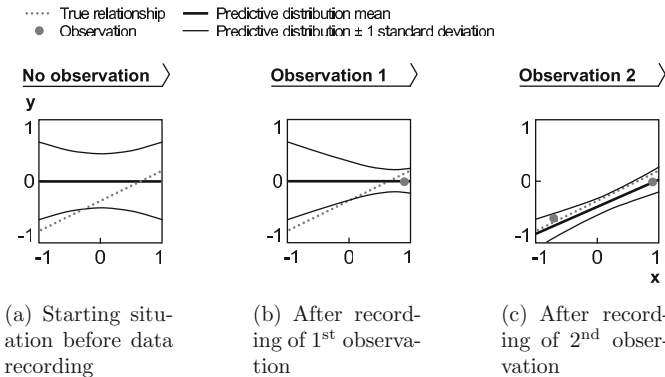 True relationship
Predictive distribution mean
Observation
Predictive distribution ± 1 standard deviation
No observation
Observation 1
Observation 2
y
1
0
-1
-1 0 1
1
0
-1
-1 0 1
1
0
-1
-1 0 1
x
(a) Starting situ-
ation before data
recording
(b) After record-
ing of 1st observa-
tion
(c) After record-
ing of 2nd obser-
vation